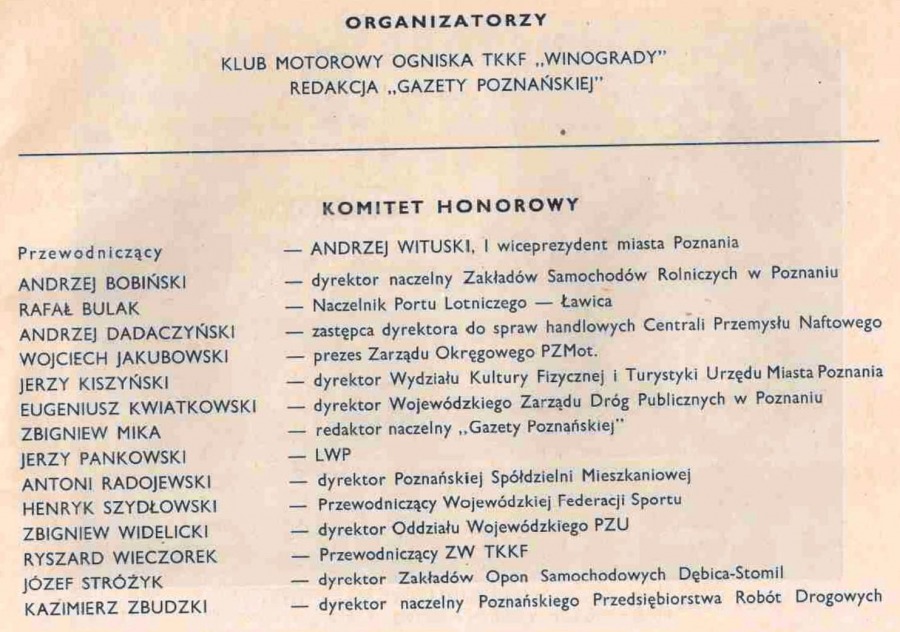 ORGANIZATORZY
KLUB MOTOROWY OGNISKA TKKF „WINOGRADY”
REDAKCJA „GAZETY POZNAŃSKIEJ”
KOMITET HONOROWY
Przewodniczący — ANDRZEJ WITUSKI, I wiceprezydent miasta Poznania
ANDRZEJ BOBIŃSKI — dyrektor naczelny Zakładów Samochodów Rolniczych w Poznaniu
RAFAŁ BULAK — Naczelnik Portu Lotniczego — Ławica
ANDRZEJ DADACZYŃSKI — zastępca dyrektora do spraw handlowych Centrali Przemysłu Naftowego
WOJCIECH JAKUBOWSKI — prezes Zarządu Okręgowego PZMot.
JERZY KISZYŃSKI — dyrektor Wydziału Kultury Fizycznej i Turystyki Urzędu Miasta Poznania
EUGENIUSZ KWIATKOWSKI — dyrektor Wojewódzkiego Zarządu Dróg Publicznych w Poznaniu
ZBIGNIEW MIKA — redaktor naczelny „Gazety Poznańskiej”
JERZY PANKOWSKI — LWP
ANTONI RADOJEWSKI — dyrektor Poznańskiej Spółdzielni Mieszkaniowej
HENRYK SZYDŁOWSKI — Przewodniczący Wojewódzkiej Federacji Sportu
ZBIGNIEW WIDELICKI — dyrektor Oddziału Wojewódzkiego PZU
RYSZARD WIECZOREK — Przewodniczący ZW TKKF
JÓZEF STRÓŻYK — dyrektor Zakładów Opon Samochodowych Dębica-Stomil
KAZIMIERZ ZBUDZKI — dyrektor naczelny Poznańskiego Przedsiębiorstwa Robót Drogowych